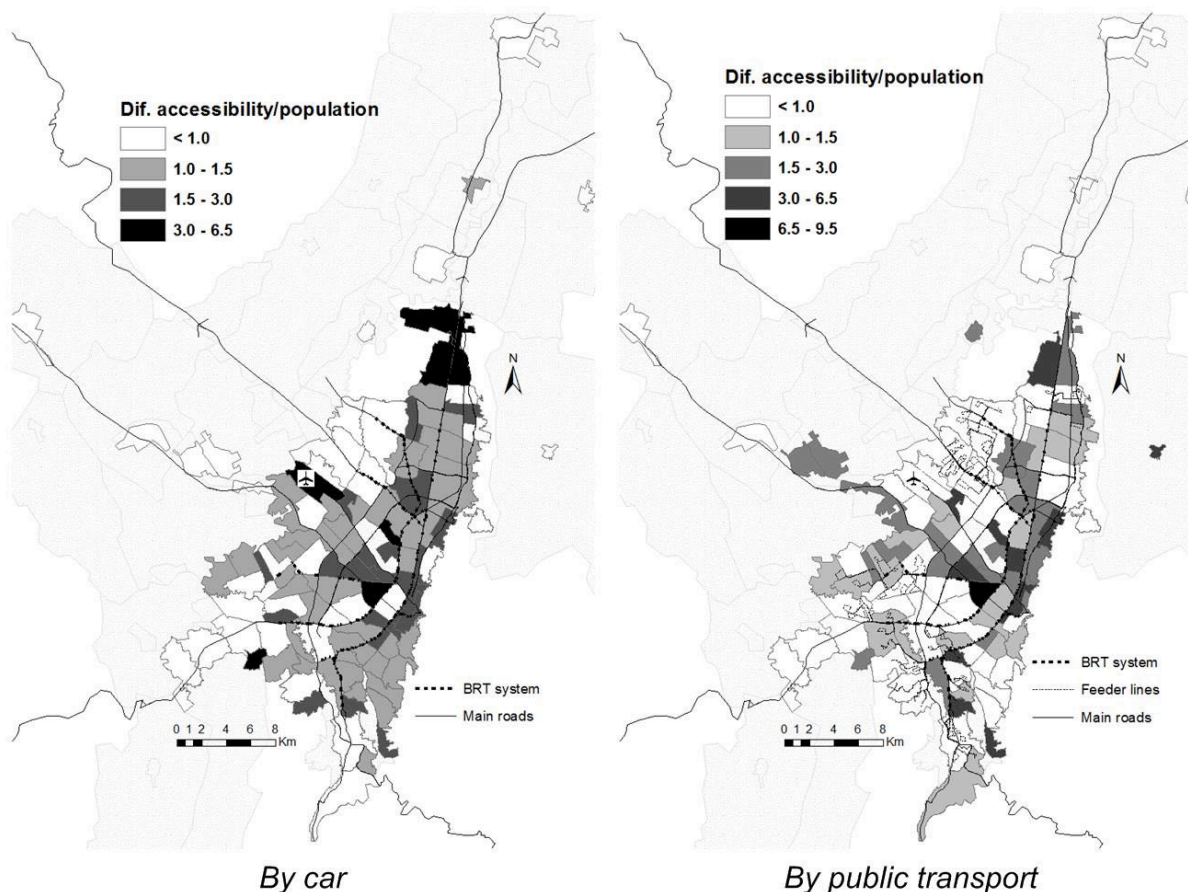 Dif. accessibility/population
< 1.0
1.0 - 1.5
1.5 - 3.0
3.0 - 6.5
N
BRT system
Main roads
0 1 2 4 6 8
Km
By car
Dif. accessibility/population
< 1.0
1.0 - 1.5
1.5 - 3.0
3.0 - 6.5
6.5 - 9.5
N
BRT system
Feeder lines
Main roads
0 1 2 4 6 8
Km
By public transport